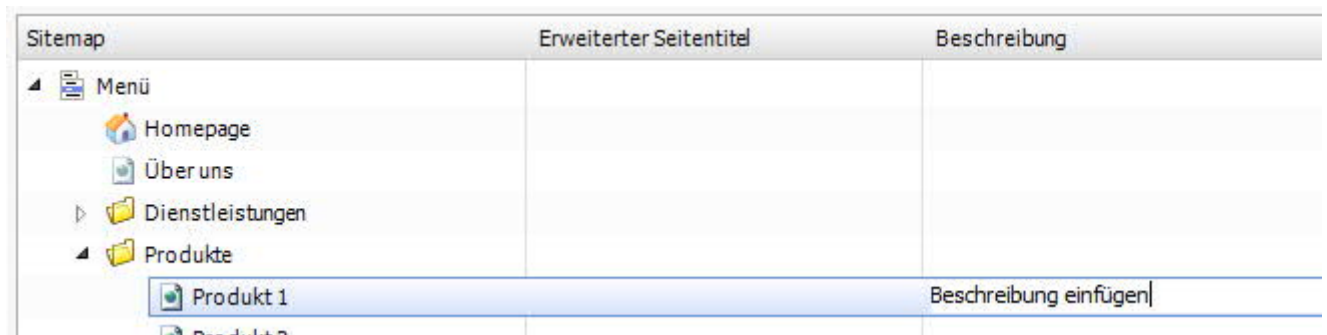 Sitemap Erweiterter Seitentitel Beschreibung
Menü
Homepage
Über uns
Dienstleistungen
Produkte
Produkt 1 Beschreibung einfügen